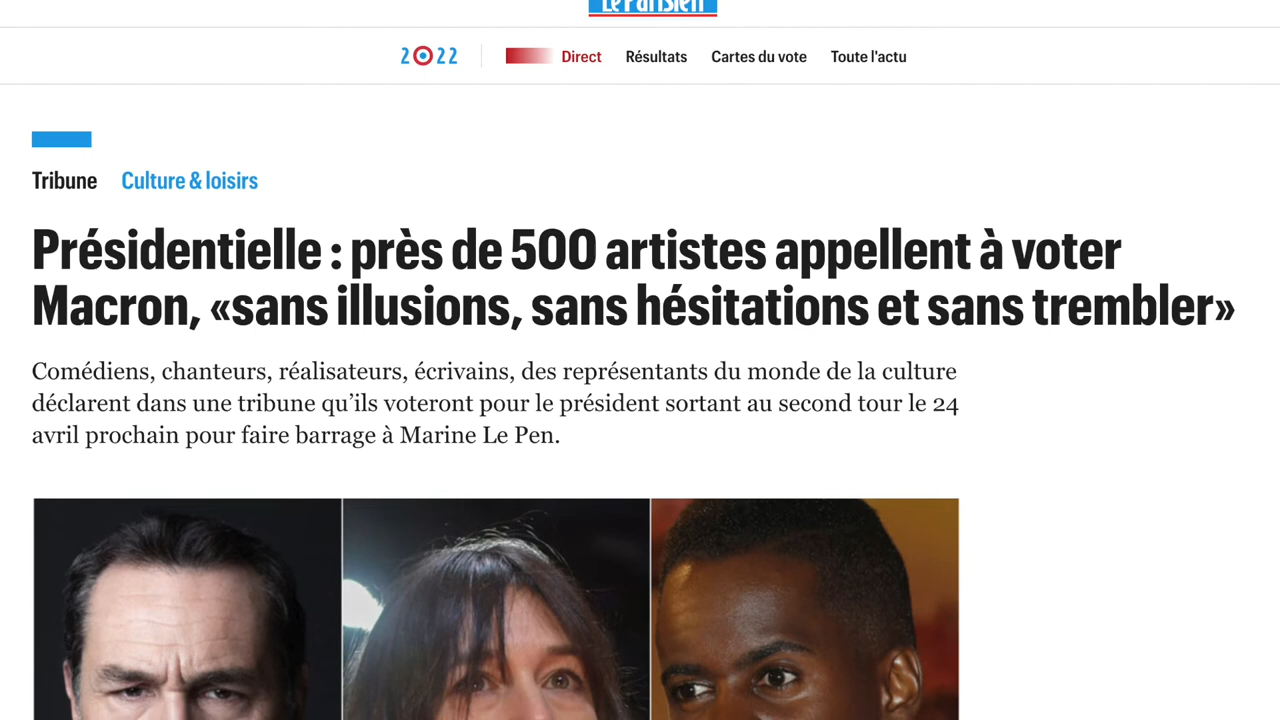 Le Parisien
2022 Direct Résultats Cartes du vote Toute l'actu
Tribune Culture & loisirs
Présidentielle : près de 500 artistes appellent à voter
Macron, «sans illusions, sans hésitations et sans trembler»
Comédiens, chanteurs, réalisateurs, écrivains, des représentants du monde de la culture
déclarent dans une tribune qu’ils voteront pour le président sortant au second tour le 24
avril prochain pour faire barrage à Marine Le Pen.